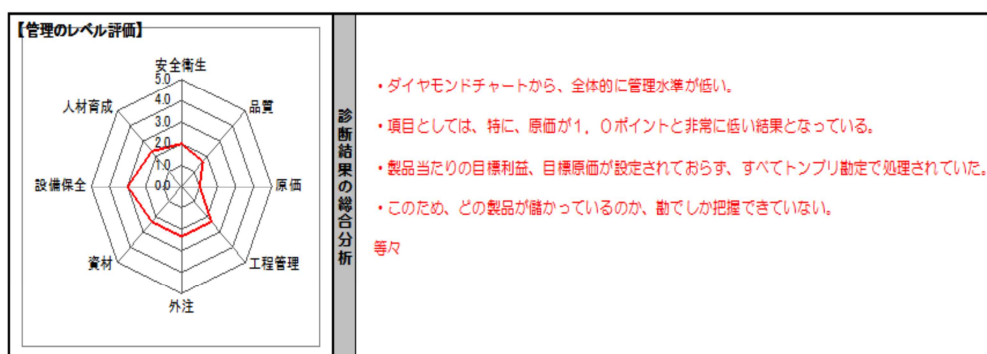 【管理のレベル評価】
安全衛生
5.0
4.0
3.0
2.0
1.0
0.0
品質
原価
工程管理
外注
資材
設備保全
人材育成
診断結果の総合分析
・ダイヤモンドチャートから、全体的に管理水準が低い。
・項目としては、特に、原価が１，０ポイントと非常に低い結果となっている。
・製品当たりの目標利益、目標原価が設定されておらず、すべてトンブリ勘定で処理されていた。
・このため、どの製品が儲かっているのか、勘でしか把握できていない。
等々